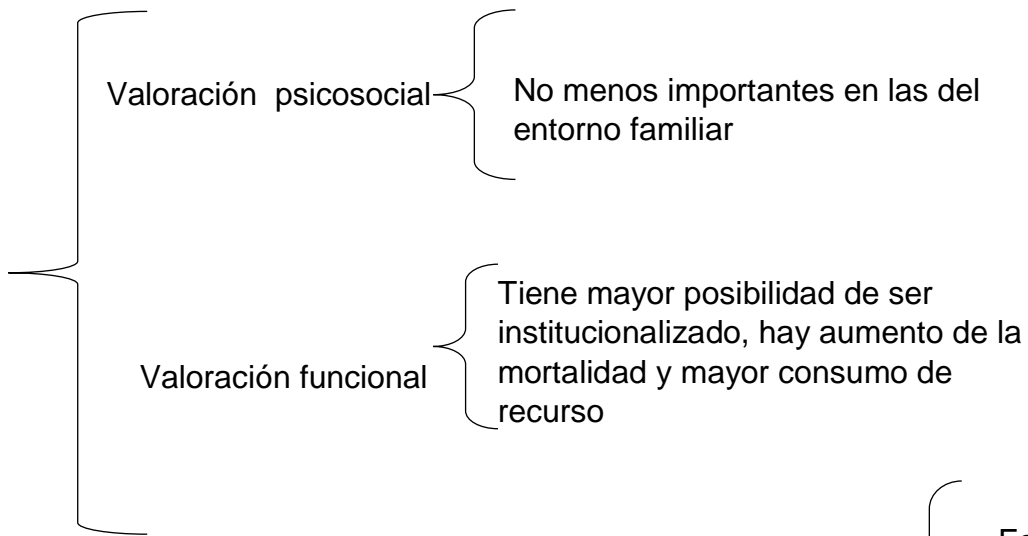 Valoración psicosocial
No menos importantes en las del
entorno familiar
Tiene mayor posibilidad de ser
institucionalizado, hay aumento de la
Valoración funcional
mortalidad y mayor consumo de
recurso